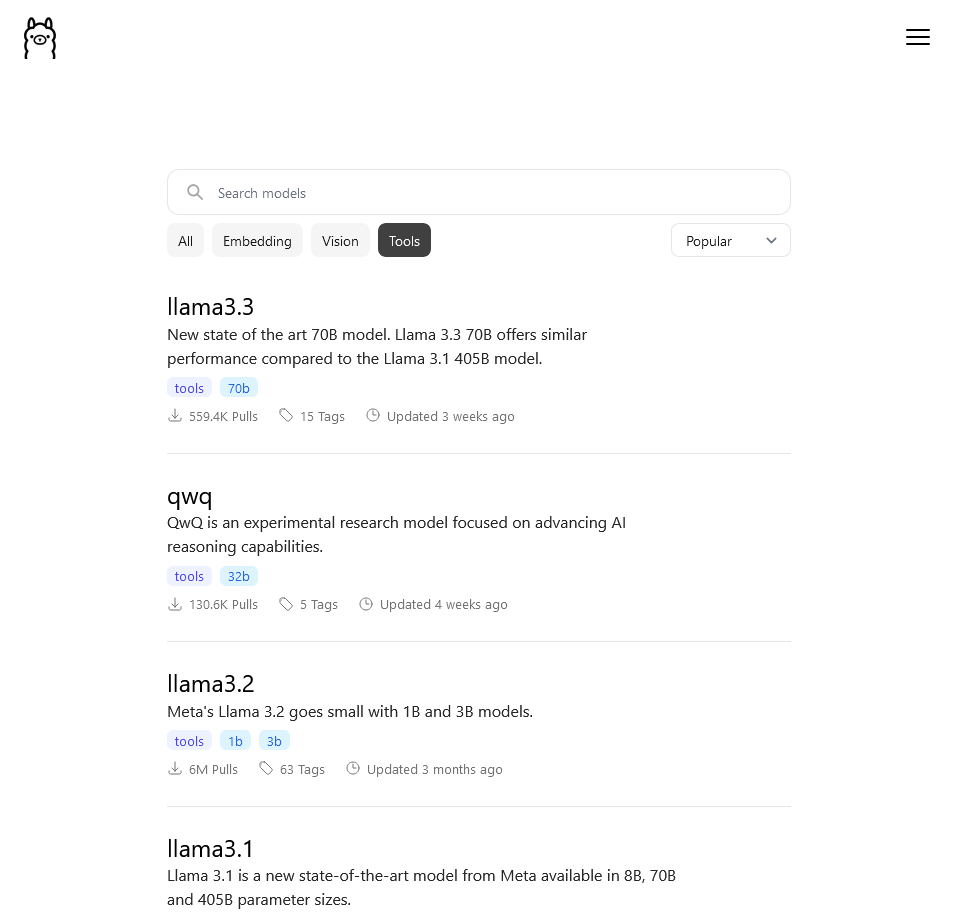 Search models
All Embedding Vision Tools Popular
llama3.3
New state of the art 70B model. Llama 3.3 70B offers similar
performance compared to the Llama 3.1 405B model.
tools 70b
559.4K Pulls 15 Tags Updated 3 weeks ago
qwq
QwQ is an experimental research model focused on advancing AI
reasoning capabilities.
tools 32b
130.6K Pulls 5 Tags Updated 4 weeks ago
llama3.2
Meta's Llama 3.2 goes small with 1B and 3B models.
tools 1b 3b
6M Pulls 63 Tags Updated 3 months ago
llama3.1
Llama 3.1 is a new state-of-the-art model from Meta available in 8B, 70B
and 405B parameter sizes.